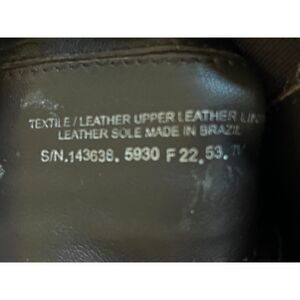 TEXTILE / LEATHER UPPER LEATHER
LEATHER SOLE MADE IN BRAZIL
S/N.143638. 5930 F 22. 53.